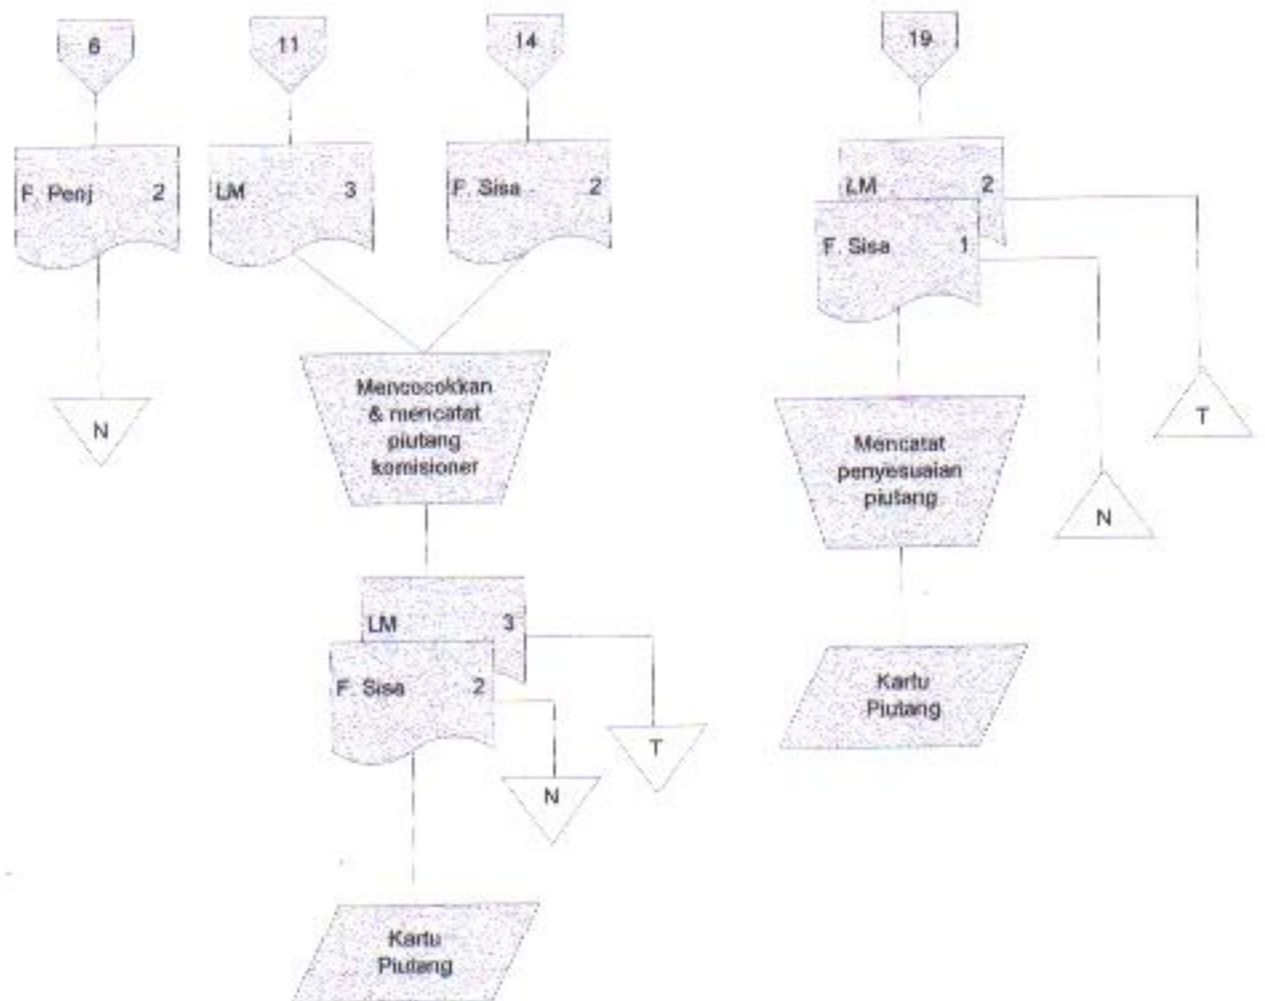 6
11
14
19
F. Penj 2
LM 3
F. Sisa 2
LM 2
F. Sisa 1
N
Mencocokkan
& mencatat
piutang
komisioner
Mencatat
penyesuaian
piutang
T
N
LM 3
F. Sisa 2
T
N
Kartu
Piutang
Kartu
Piutang